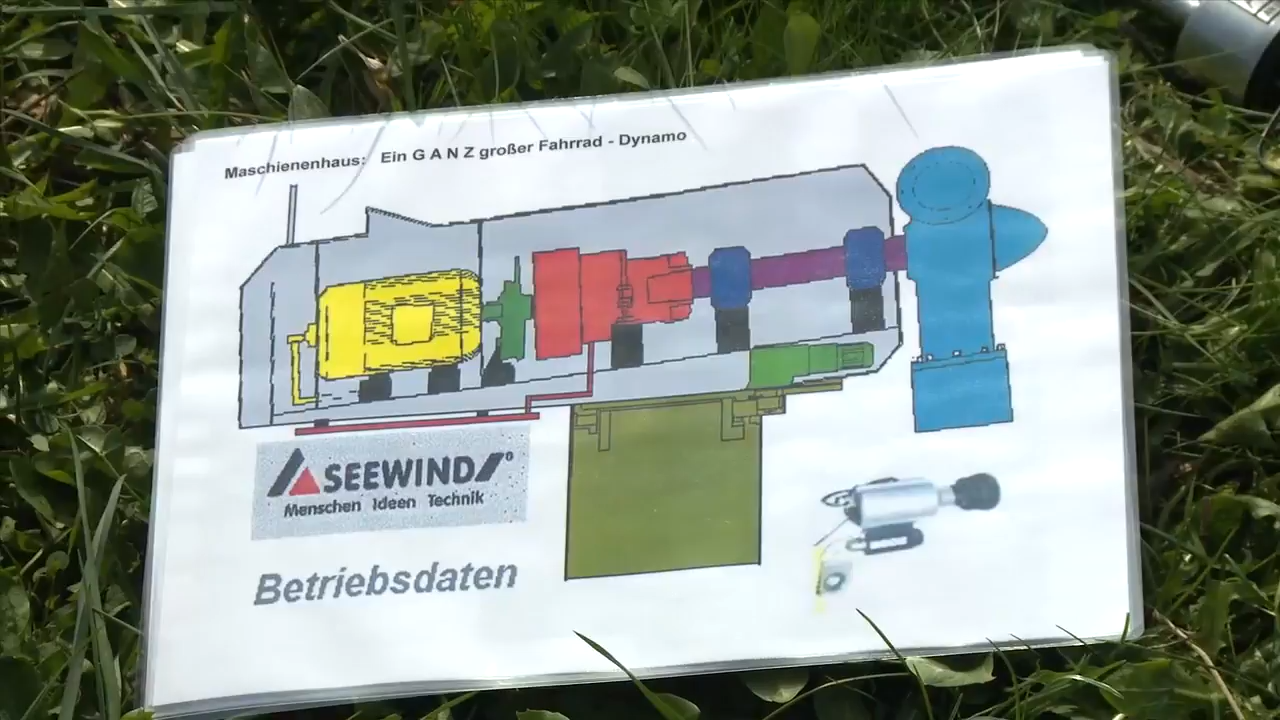 Maschienenhaus: Ein G A N Z großer Fahrrad - Dynamo
SEEWIND®
Menschen Ideen Technik
Betriebsdaten